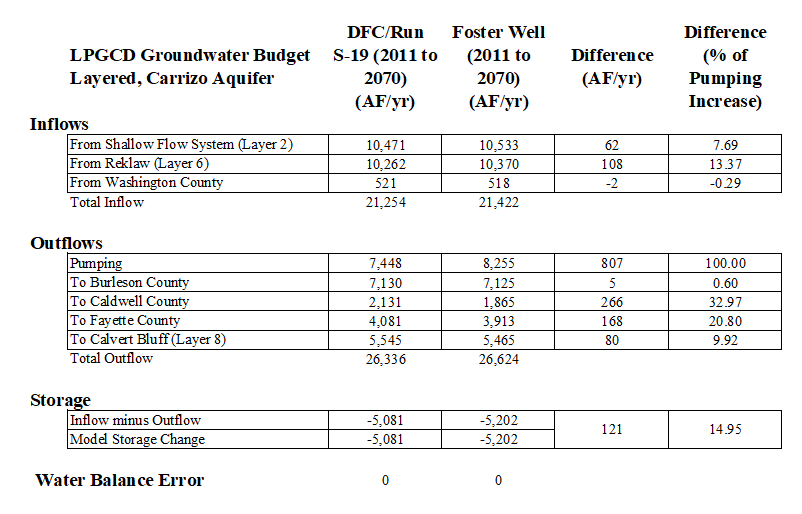 LPGCD Groundwater Budget Layered, Carrizo Aquifer DFC/Run S-19 (2011 to 2070) (AF/yr) Foster Well (2011 to 2070) (AF/yr) Difference (AF/yr) Difference (% of Pumping Increase)
Inflows
From Shallow Flow System (Layer 2) 10,471 10,533 62 7.69
From Reklaw (Layer 6) 10,262 10,370 108 13.37
From Washington County 521 518 -2 -0.29
Total Inflow 21,254 21,422
Outflows
Pumping 7,448 8,255 807 100.00
To Burleson County 7,130 7,125 5 0.60
To Caldwell County 2,131 1,865 266 32.97
To Fayette County 4,081 3,913 168 20.80
To Calvert Bluff (Layer 8) 5,545 5,465 80 9.92
Total Outflow 26,336 26,624
Storage
Inflow minus Outflow -5,081 -5,202 121 14.95
Model Storage Change -5,081 -5,202
Water Balance Error 0 0